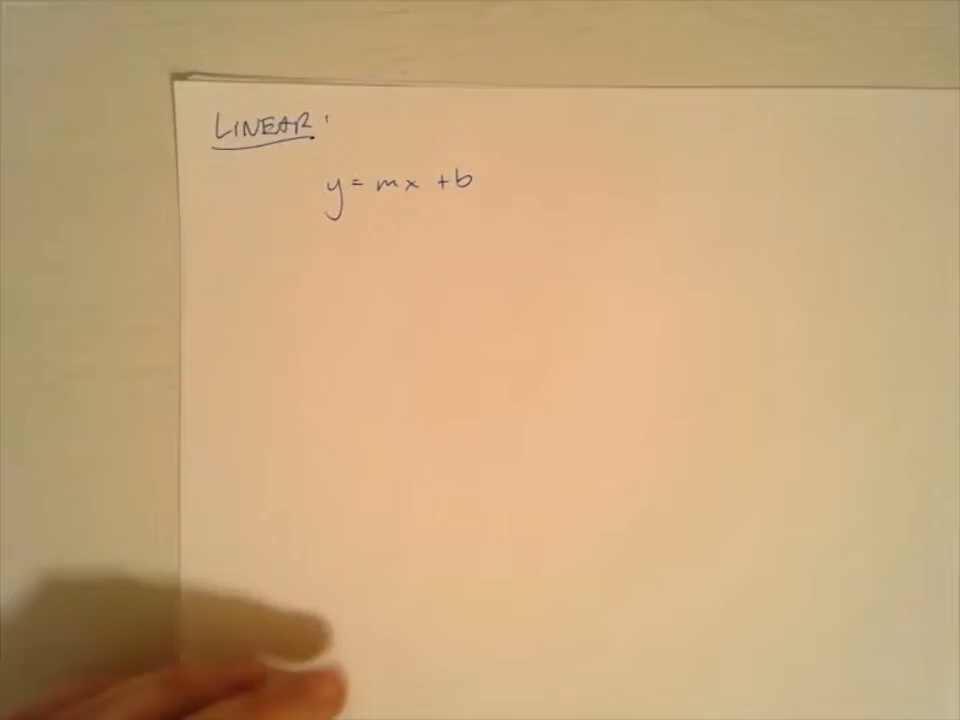 LINEAR:
y = mx + b